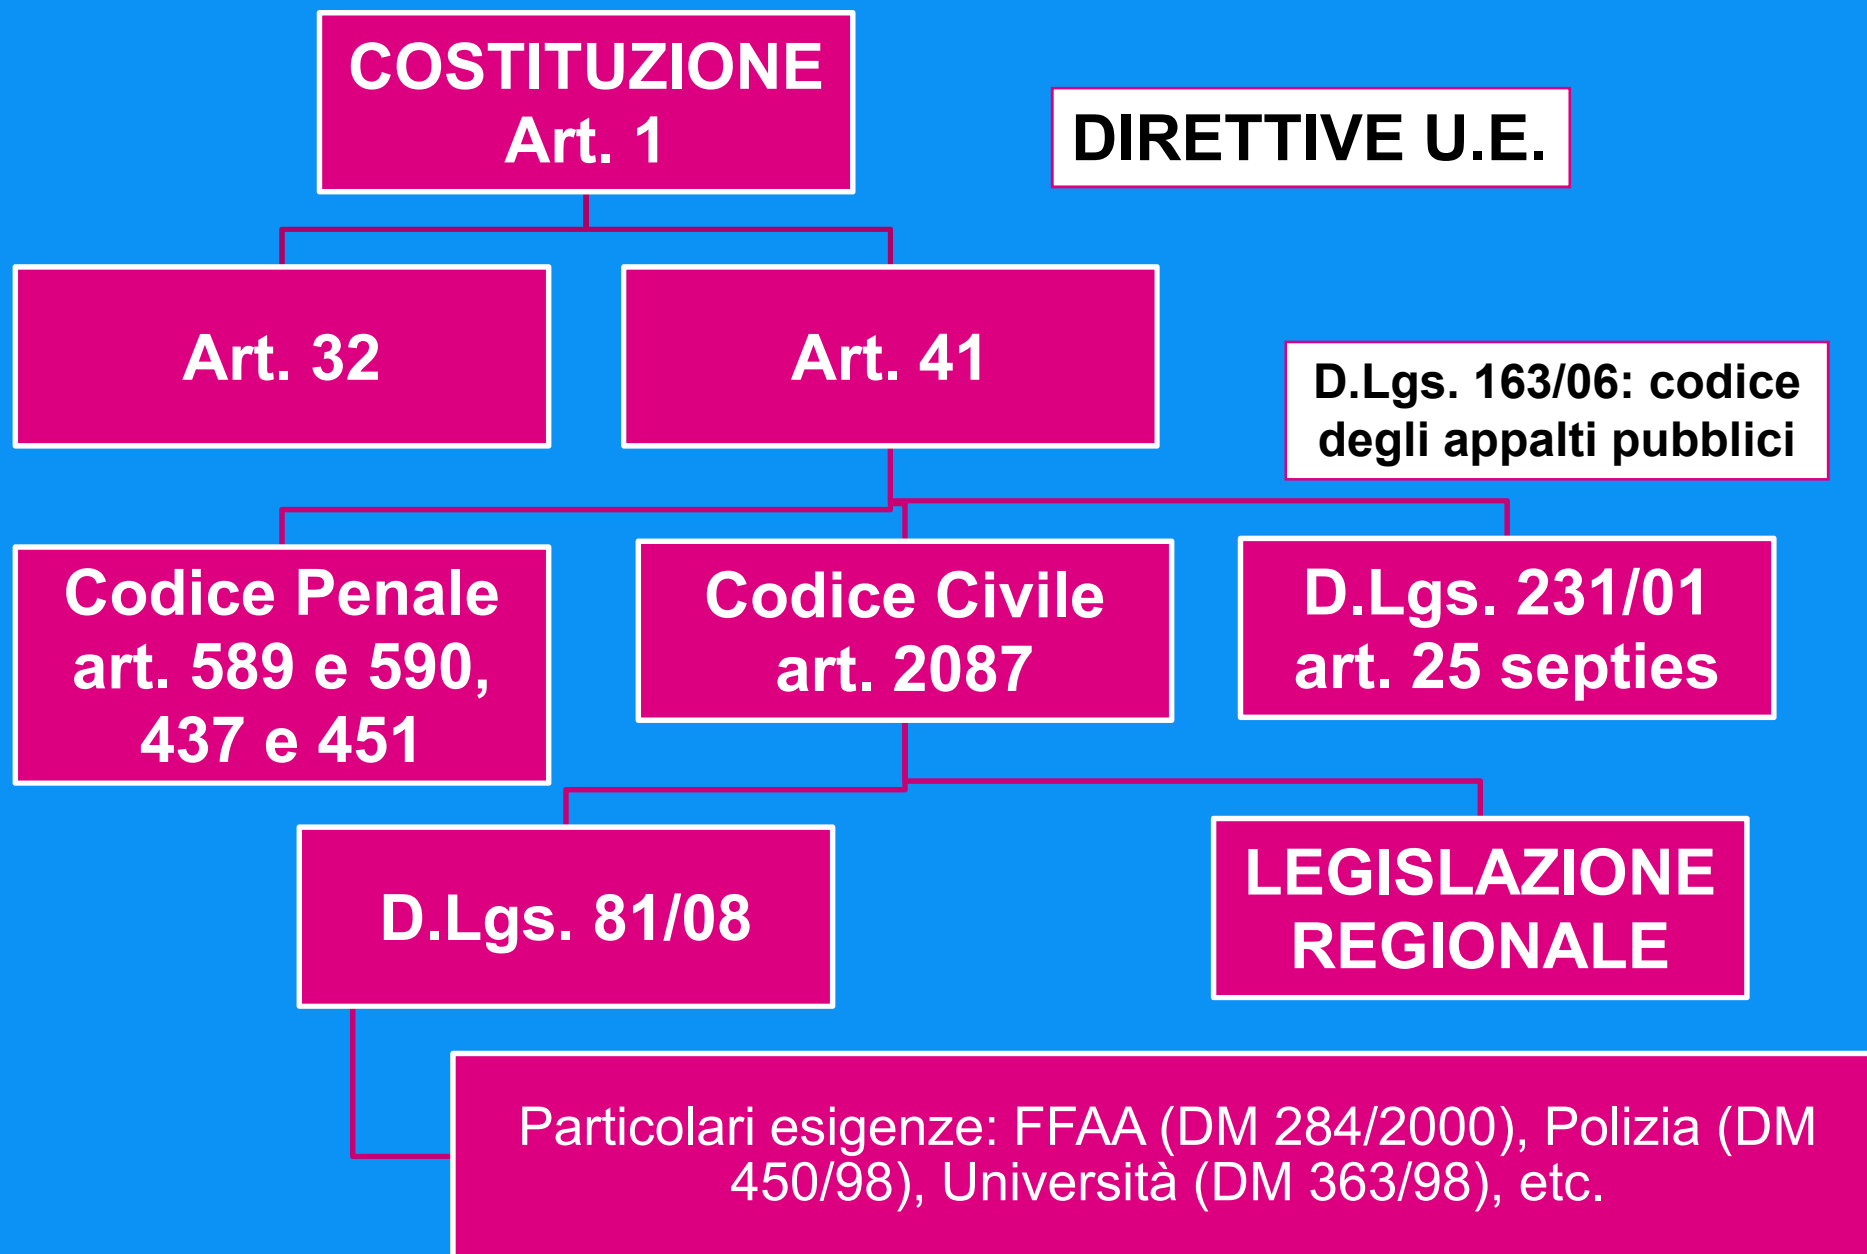 COSTITUZIONE
Art. 1
DIRETTIVE U.E.
Art. 32
Art. 41
D.Lgs. 163/06: codice
degli appalti pubblici
Codice Penale
art. 589 e 590,
437 e 451
Codice Civile
art. 2087
D.Lgs. 231/01
art. 25 septies
D.Lgs. 81/08
LEGISLAZIONE
REGIONALE
Particolari esigenze: FFAA (DM 284/2000), Polizia (DM
450/98), Università (DM 363/98), etc.